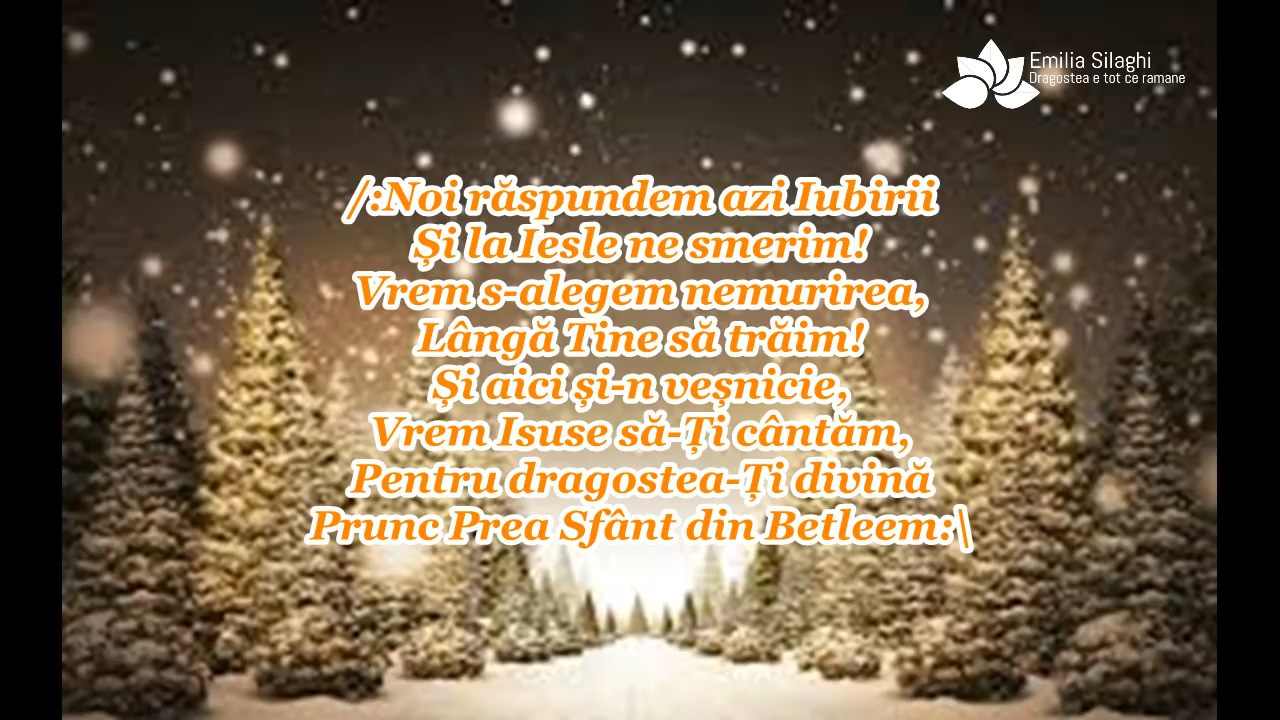 Emilia Silaghi
Dragostea e tot ce ramane
/:Noi răspundem azi Iubirii
Și la Iesle ne smerim!
Vrem s-alegem nemurirea,
Lângă Tine să trăim!
Și aici și-n veșnicie,
Vrem Isuse să-Ți cântăm,
Pentru dragostea-Ți divină
Prunc Prea Sfânt din Betleem:\